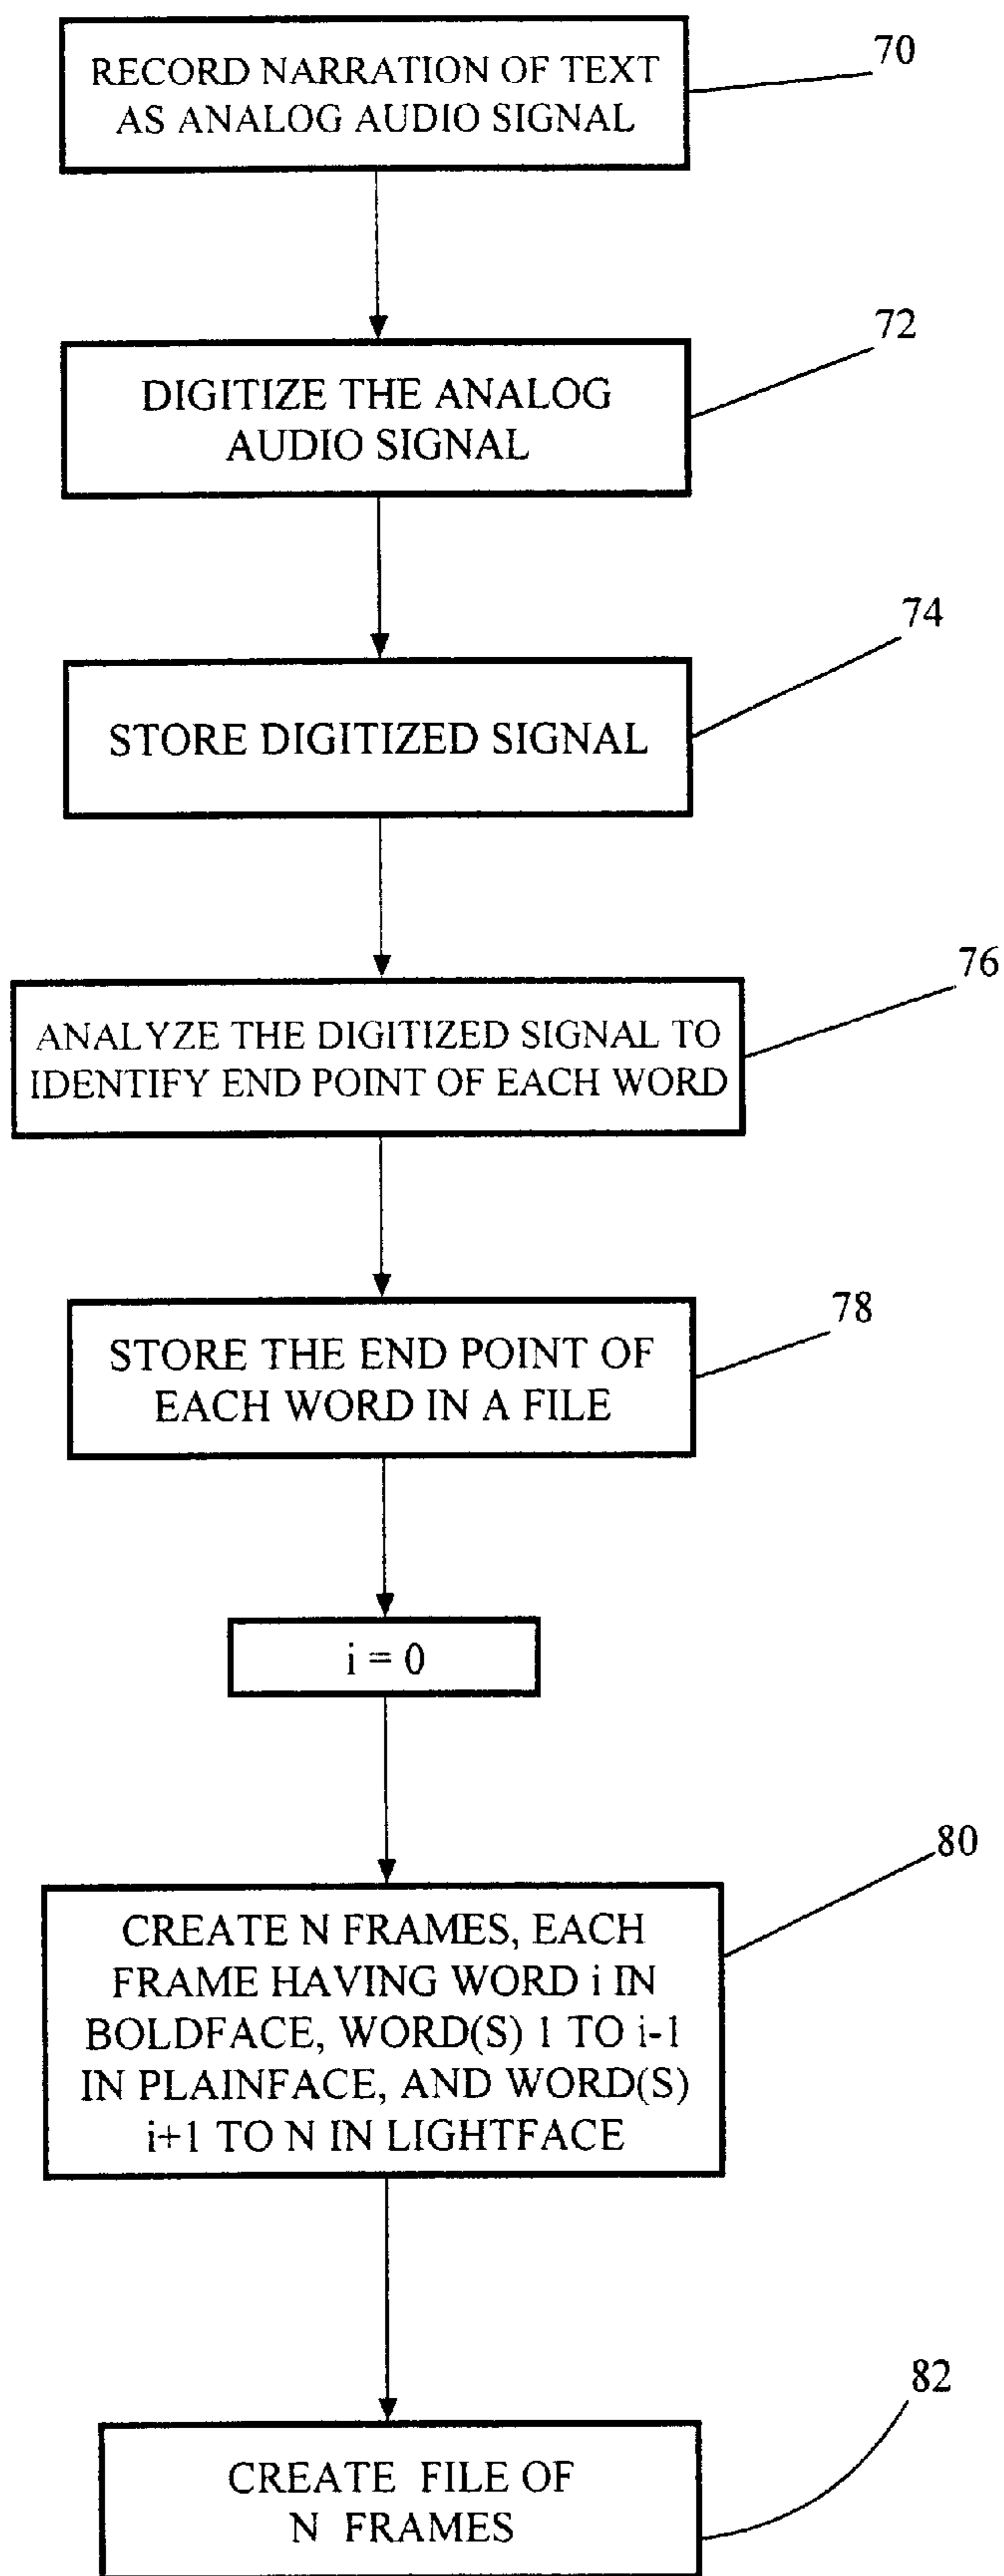 RECORD NARRATION OF TEXT
AS ANALOG AUDIO SIGNAL
70
DIGITIZE THE ANALOG
AUDIO SIGNAL
72
STORE DIGITIZED SIGNAL
74
ANALYZE THE DIGITIZED SIGNAL TO
IDENTIFY END POINT OF EACH WORD
76
STORE THE END POINT OF
EACH WORD IN A FILE
78
i = 0
CREATE N FRAMES, EACH
FRAME HAVING WORD i IN
BOLDFACE, WORD(S) 1 TO i-1
IN PLAINFACE, AND WORD(S)
i+1 TO N IN LIGHTFACE
80
CREATE FILE OF
N FRAMES
82